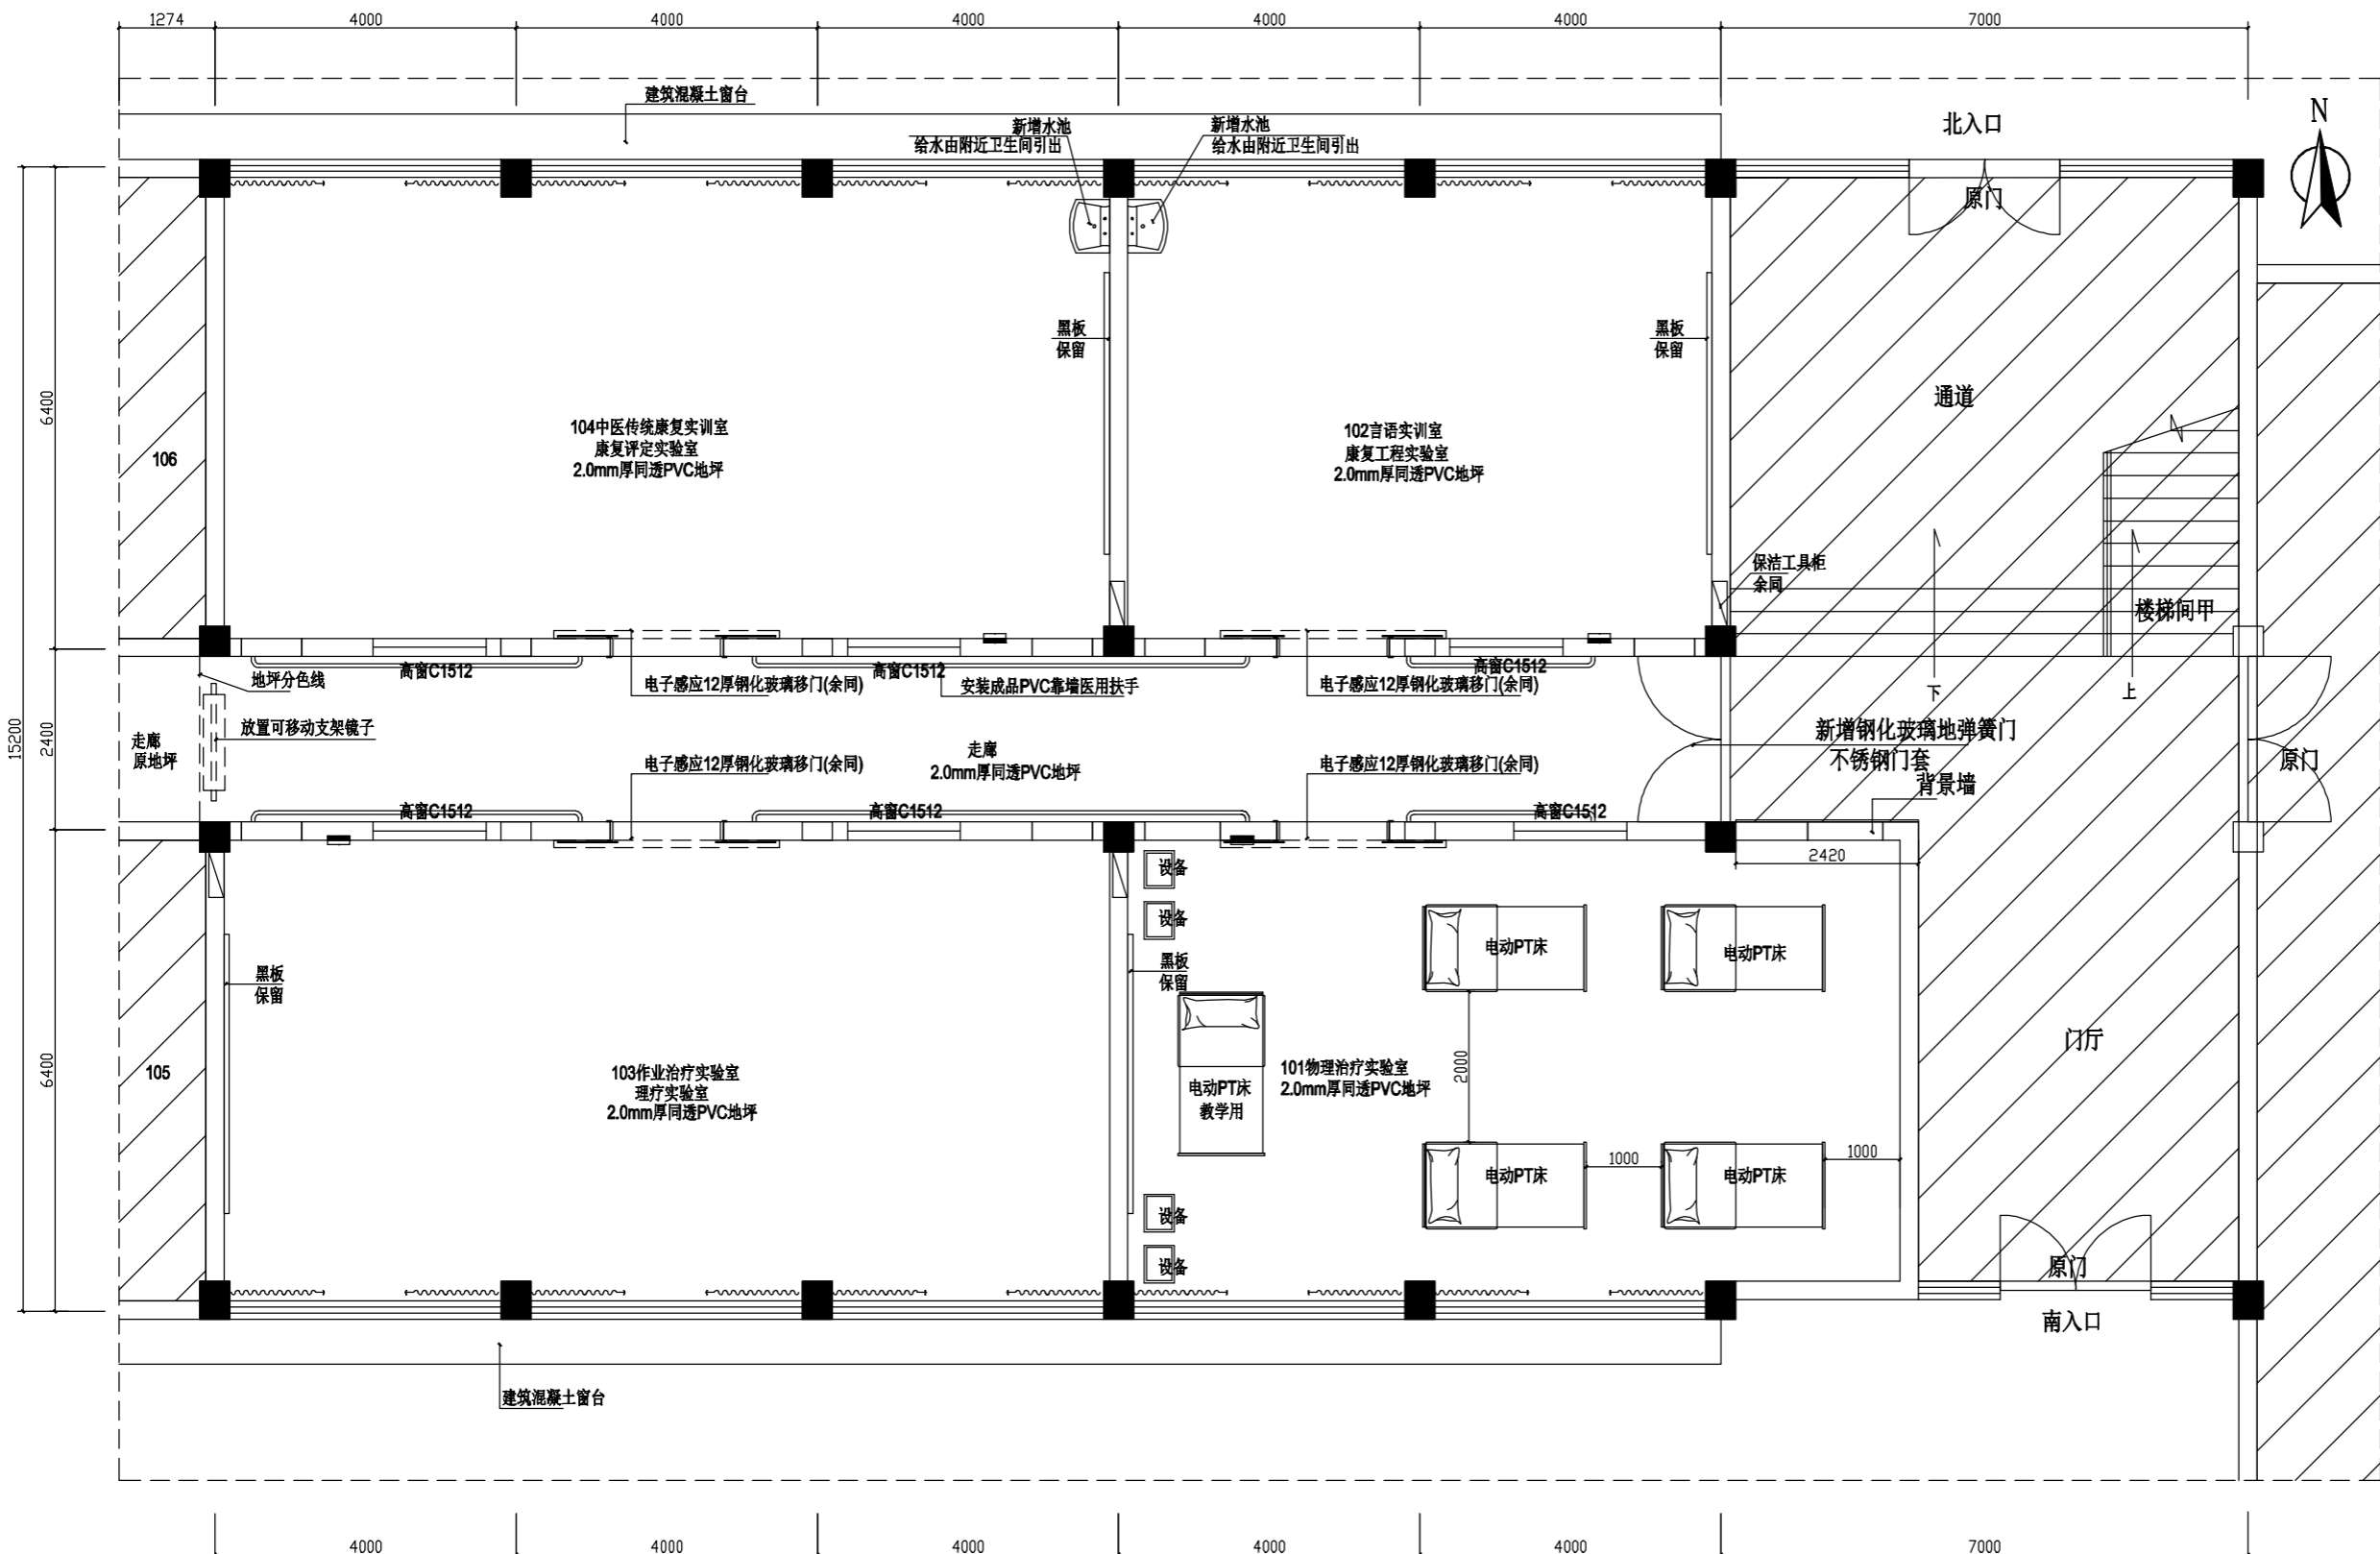 1274
4000
4000
4000
4000
4000
7000
建筑混凝土窗台
新增水池
给水由附近卫生间引出
新增水池
给水由附近卫生间引出
北入口
N
原门
黑板
保留
黑板
保留
通道
6400
106
104中医传统康复实训室
康复评定实验室
2.0mm厚同透PVC地坪
102言语实训室
康复工程实验室
2.0mm厚同透PVC地坪
保洁工具柜
余同
楼梯间甲
高窗C1512
高窗C1512
高窗C1512
地坪分色线
电子感应12厚钢化玻璃移门(余同)
安装成品PVC靠墙医用扶手
电子感应12厚钢化玻璃移门(余同)
下
上
15200
2400
走廊
原地坪
放置可移动支架镜子
走廊
2.0mm厚同透PVC地坪
电子感应12厚钢化玻璃移门(余同)
电子感应12厚钢化玻璃移门(余同)
新增钢化玻璃地弹簧门
不锈钢门套
背景墙
原门
高窗C1512
高窗C1512
高窗C1512
2420
设备
设备
电动PT床
电动PT床
黑板
保留
黑板
保留
6400
105
103作业治疗实验室
理疗实验室
2.0mm厚同透PVC地坪
电动PT床
教学用
101物理治疗实验室
2.0mm厚同透PVC地坪
2000
门厅
电动PT床
1000
电动PT床
1000
设备
设备
原门
南入口
建筑混凝土窗台
4000
4000
4000
4000
4000
7000